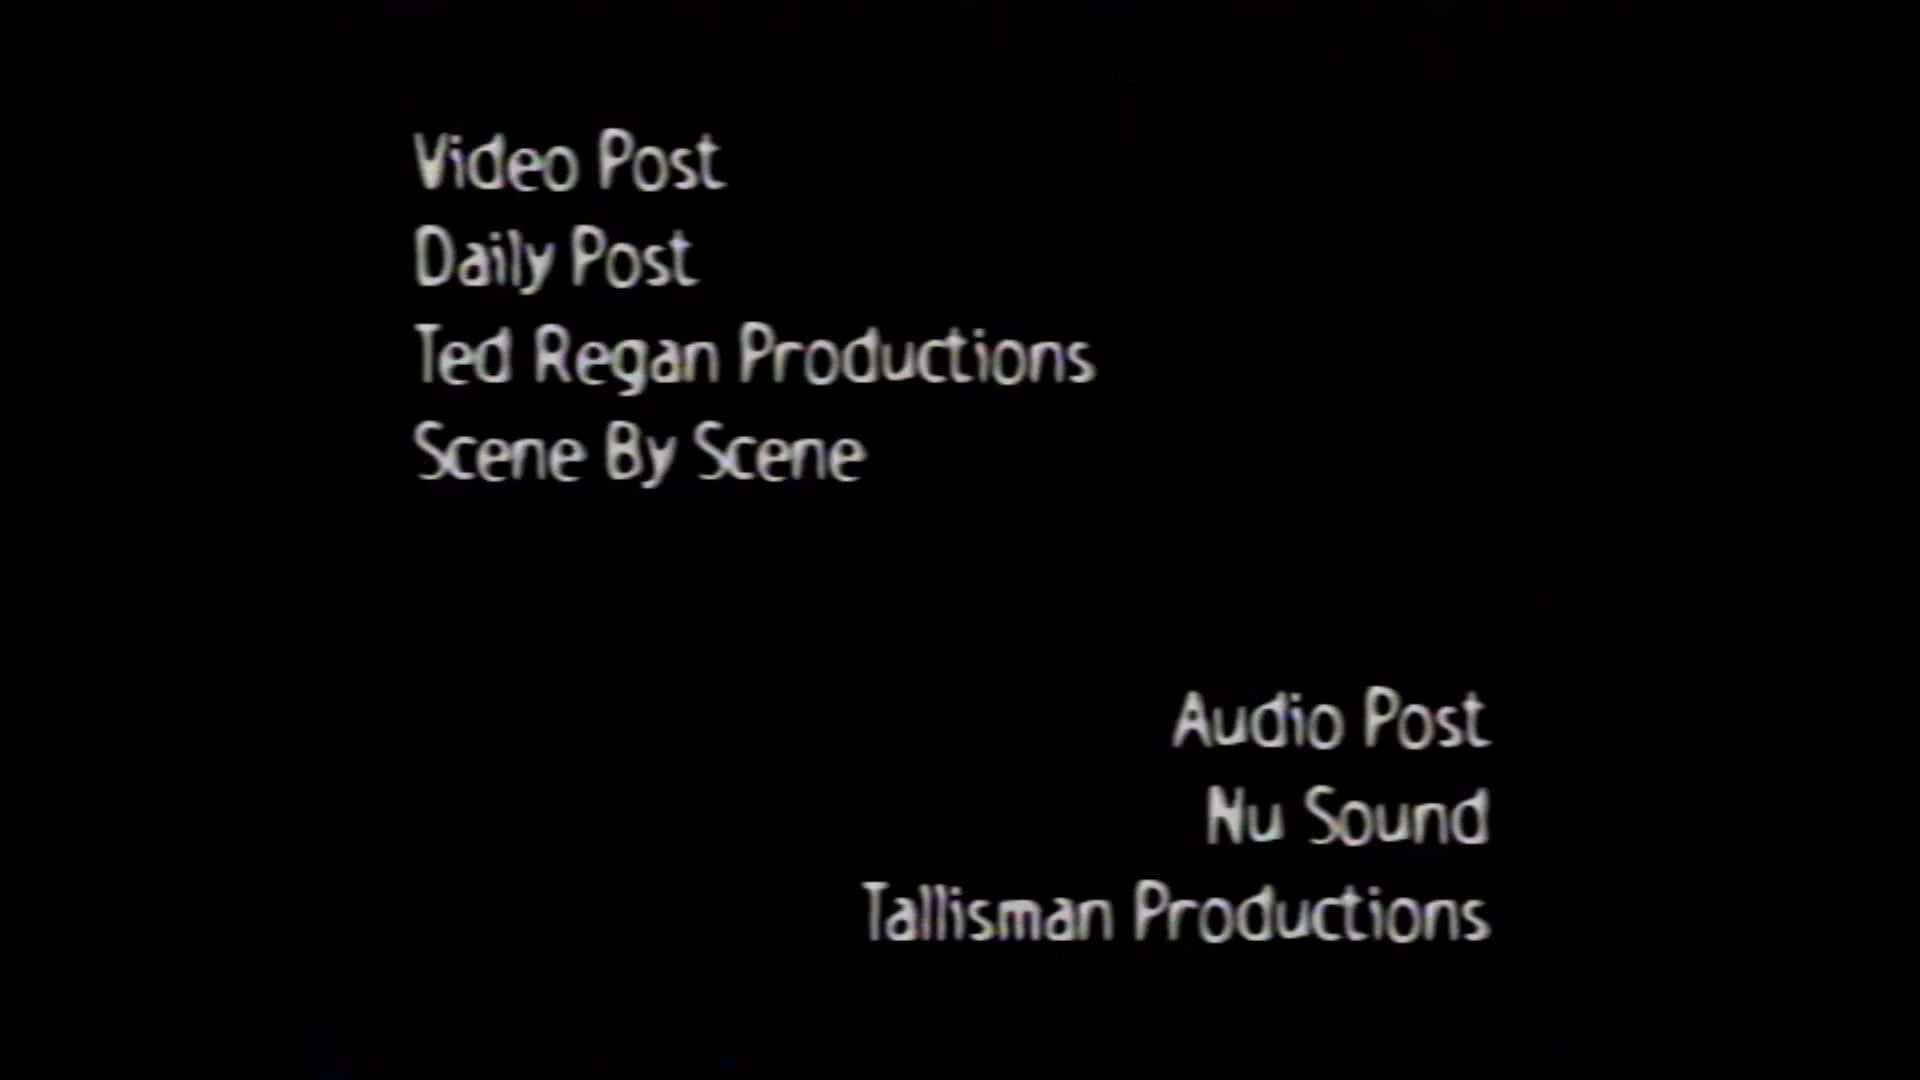 Video Post
Daily Post
Ted Regan Productions
Scene By Scene
Audio Post
Nu Sound
Tallisman Productions